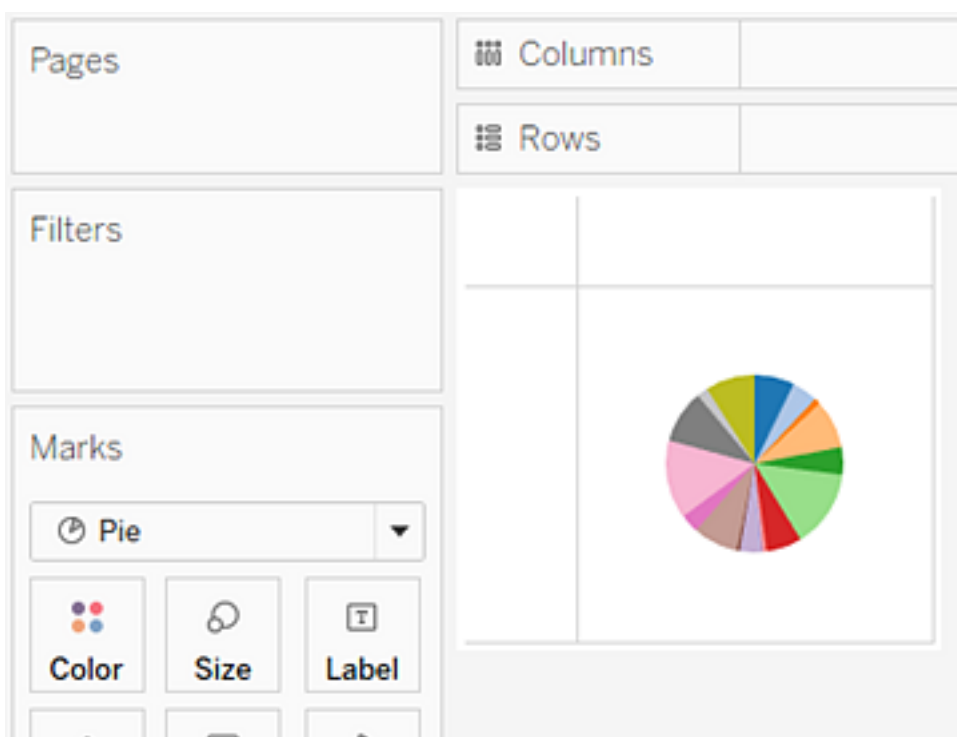 Pages
Columns
Rows
Filters
Marks
Pie
T
Color
Size
Label